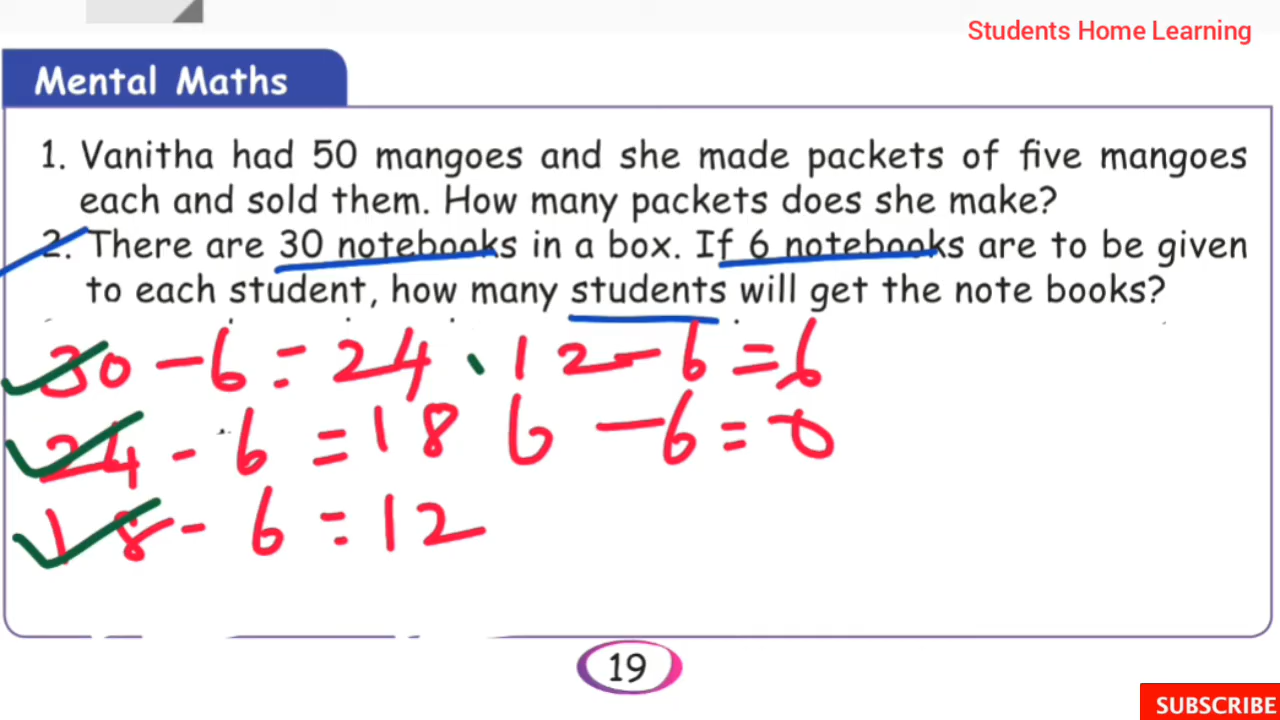 Students Home Learning
Mental Maths
1. Vanitha had 50 mangoes and she made packets of five mangoes
each and sold them. How many packets does she make?
2. There are 30 notebooks in a box. If 6 notebooks are to be given
to each student, how many students will get the note books?
30 - 6 = 24 12 - 6 = 6
24 - 6 = 18 6 - 6 = 0
18 - 6 = 12
19
SUBSCRIBE